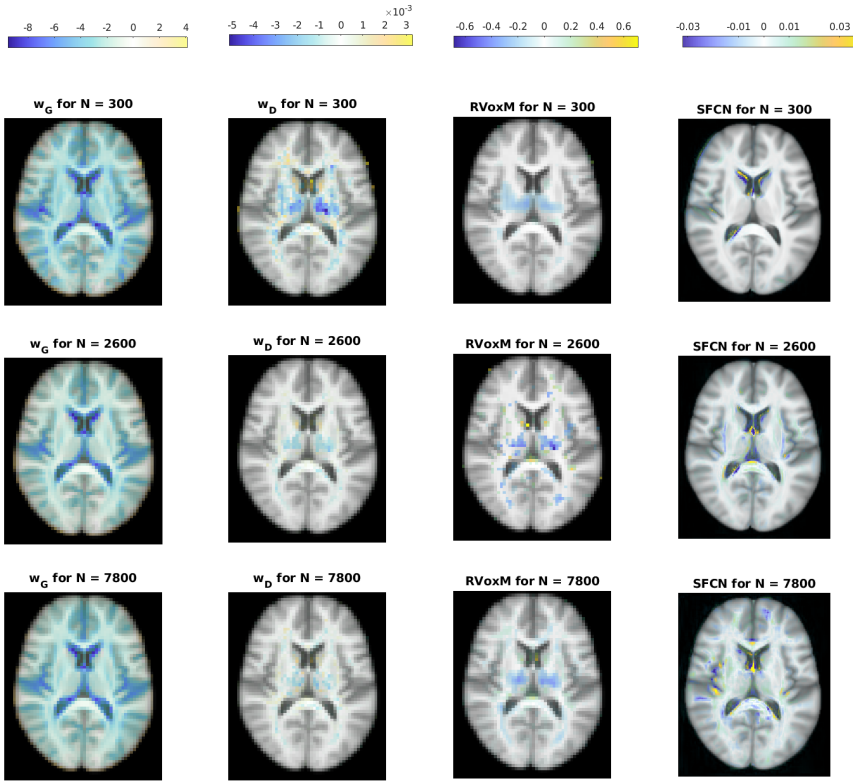 ×10⁻³
-8 -6 -4 -2 0 2 4
-5 -4 -3 -2 -1 0 1 2 3
-0.6 -0.4 -0.2 0 0.2 0.4 0.6
-0.03 -0.01 0 0.01 0.03
w_G for N = 300
w_D for N = 300
RVoxM for N = 300
SFCN for N = 300
w_G for N = 2600
w_D for N = 2600
RVoxM for N = 2600
SFCN for N = 2600
w_G for N = 7800
w_D for N = 7800
RVoxM for N = 7800
SFCN for N = 7800